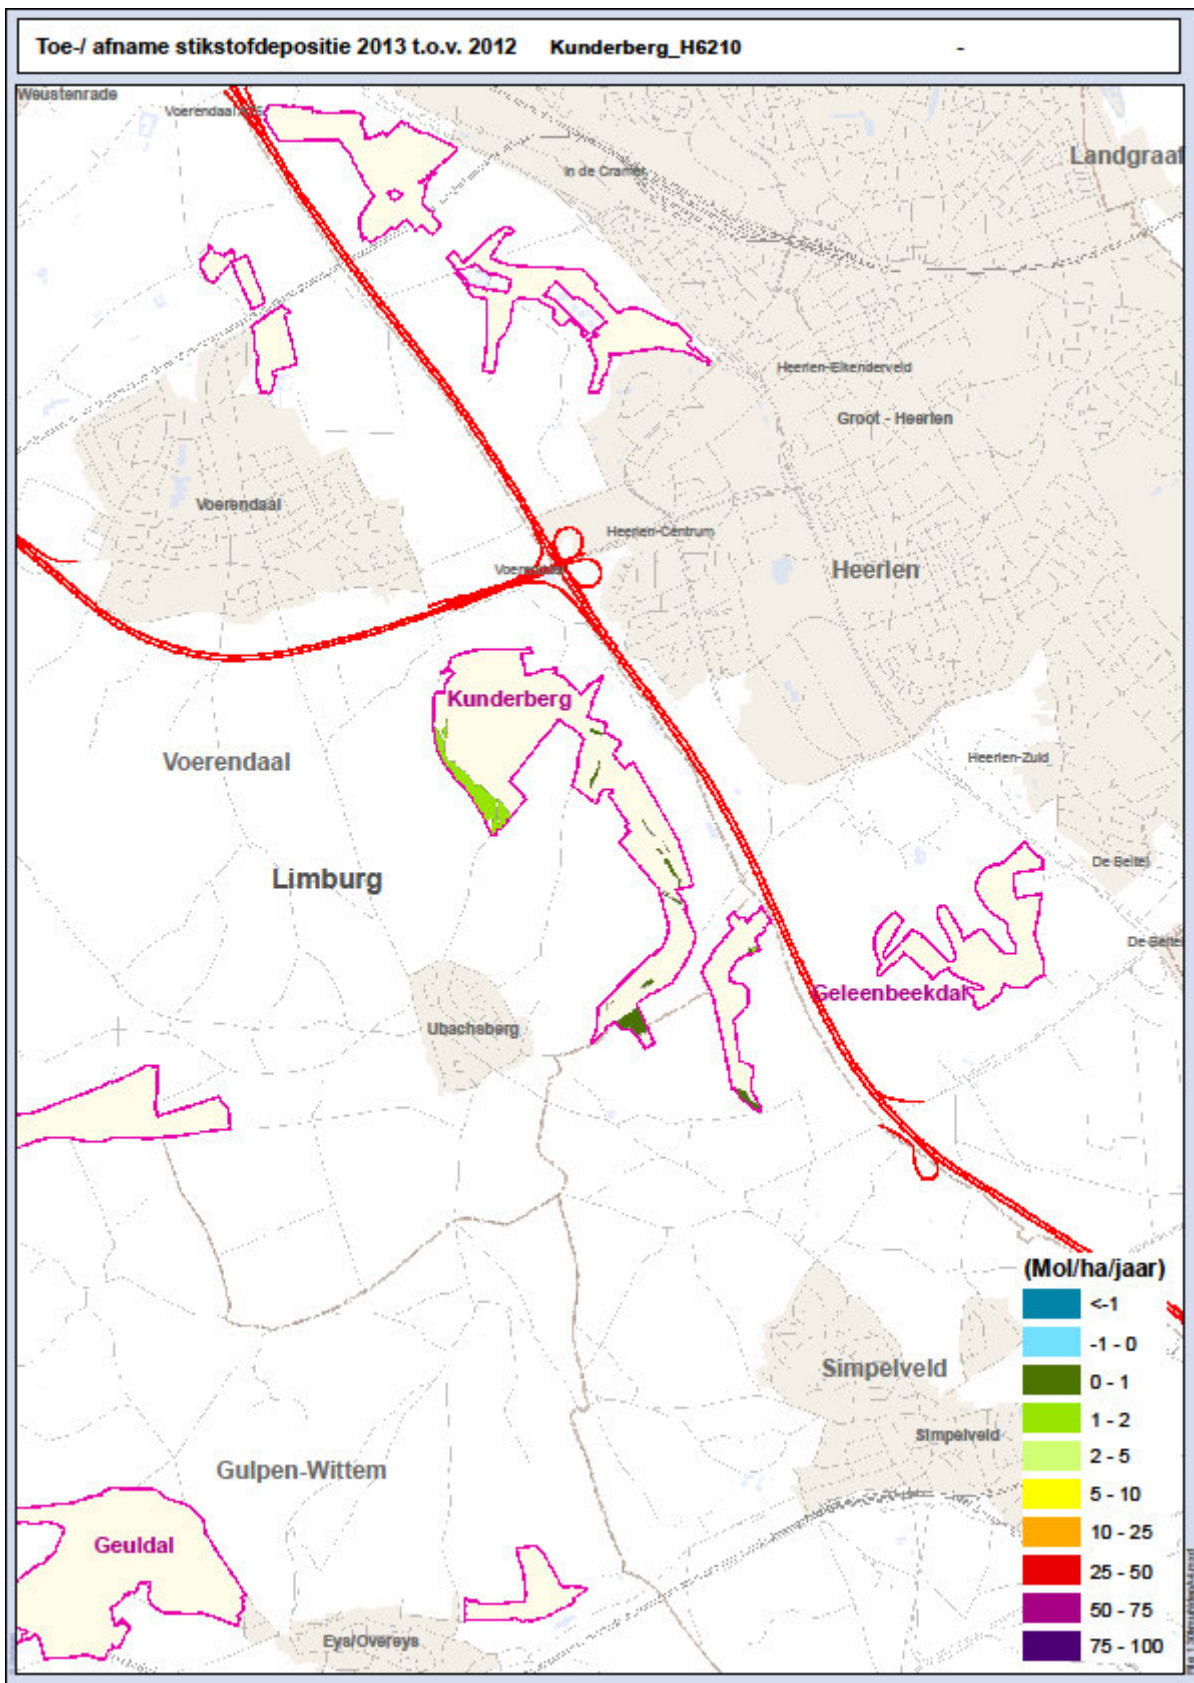 Toe-/ afname stikstofdepositie 2013 t.o.v. 2012 Kunderberg_H6210 -
Weustenrade
Voerendaal
Landgraaf
In de Cramer
Heerlen-Eikenderveld
Groot - Heerlen
Voerendaal
Heerlen-Centrum
Heerlen
Kunderberg
Voerendaal
Heerlen-Zuid
De Beitel
Limburg
De Beitel
Geleenbeekdal
Ubachsberg
(Mol/ha/jaar)
<-1
-1 - 0
0 - 1
1 - 2
2 - 5
5 - 10
10 - 25
25 - 50
50 - 75
75 - 100
Simpelveld
Simpelveld
Gulpen-Wittem
Geuldal
Eys/Overeys